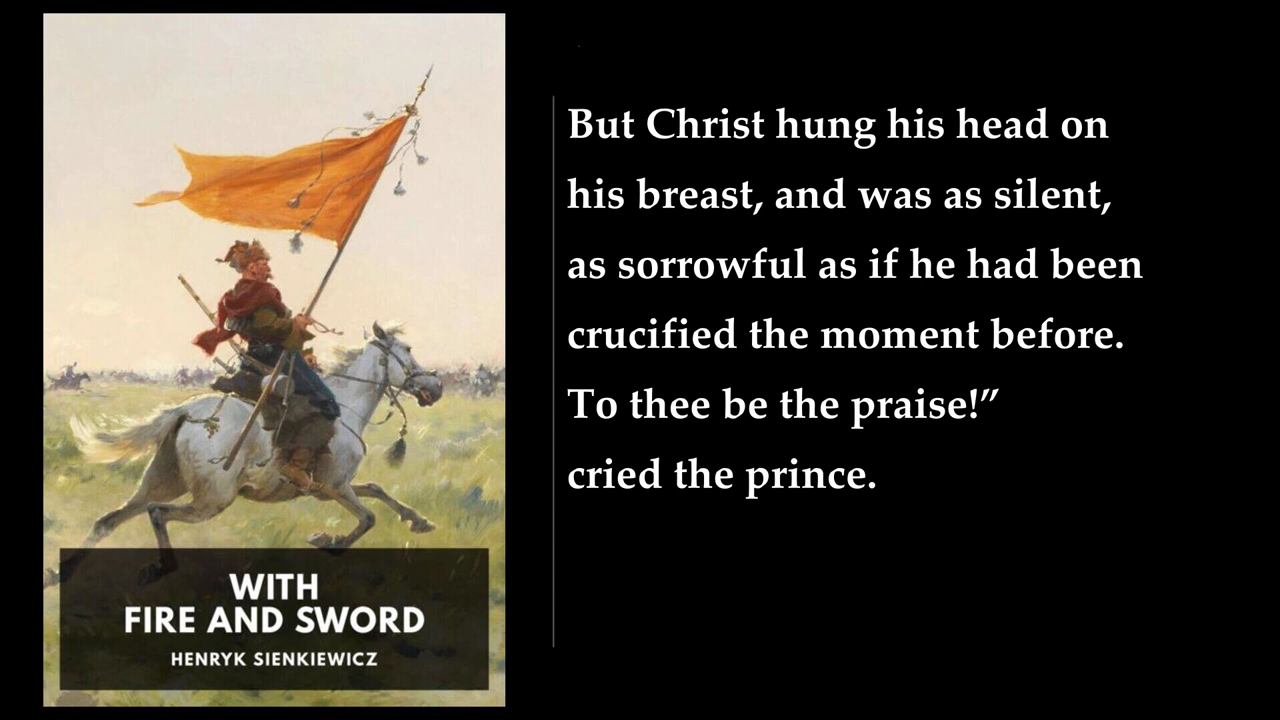 But Christ hung his head on
his breast, and was as silent,
as sorrowful as if he had been
crucified the moment before.
To thee be the praise!”
cried the prince.
WITH
FIRE AND SWORD
HENRYK SIENKIEWICZ